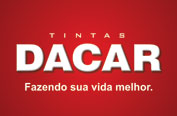 TINTAS
DACAR
Fazendo sua vida melhor.